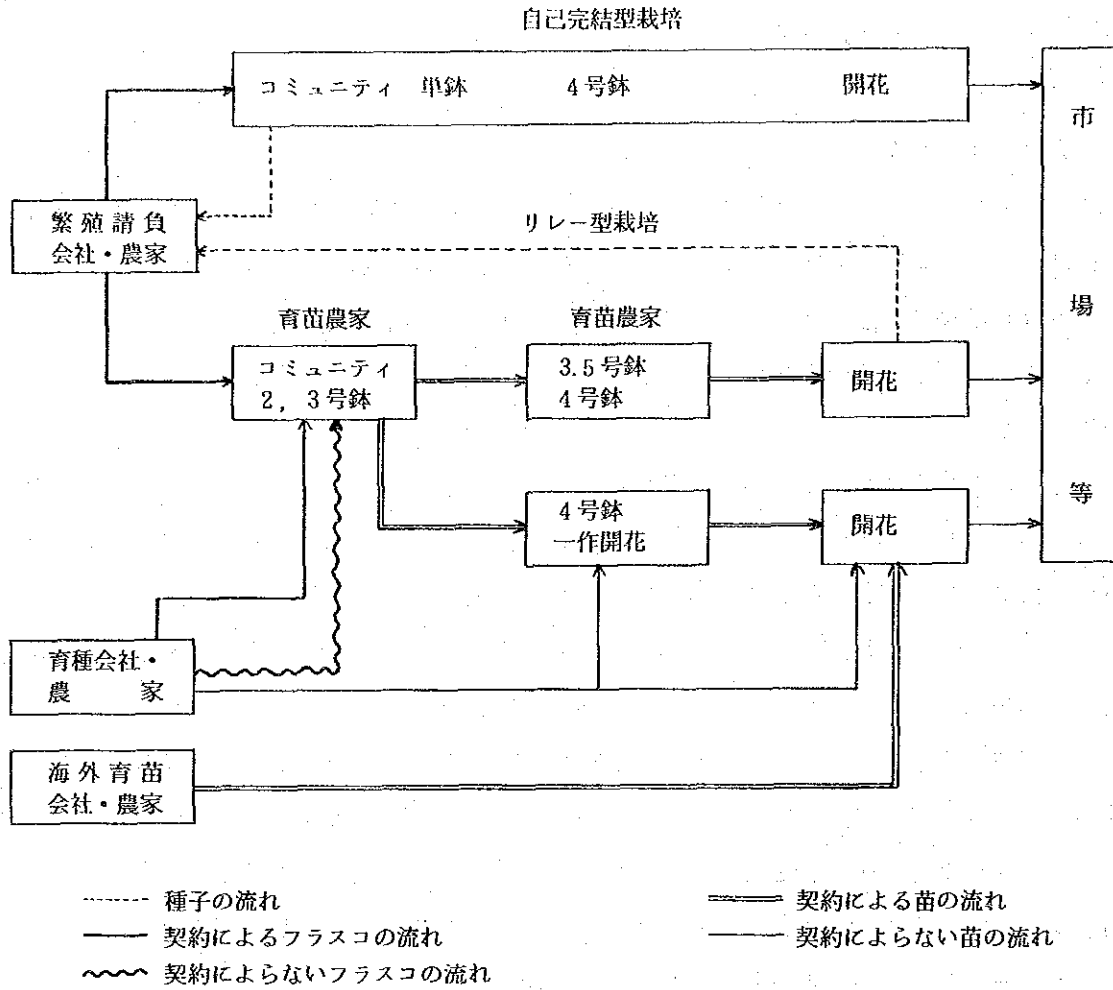 自己完結型栽培
コミュニティ 単鉢 4号鉢 開花
市場等
繁殖請負
会社・農家
リレー型栽培
育苗農家 育苗農家
コミュニティ
2, 3号鉢
3.5号鉢
4号鉢
開花
4号鉢
一作開花
開花
育種会社・
農家
海外育苗
会社・農家
種子の流れ
契約によるフラスコの流れ
契約によらないフラスコの流れ
契約による苗の流れ
契約によらない苗の流れ